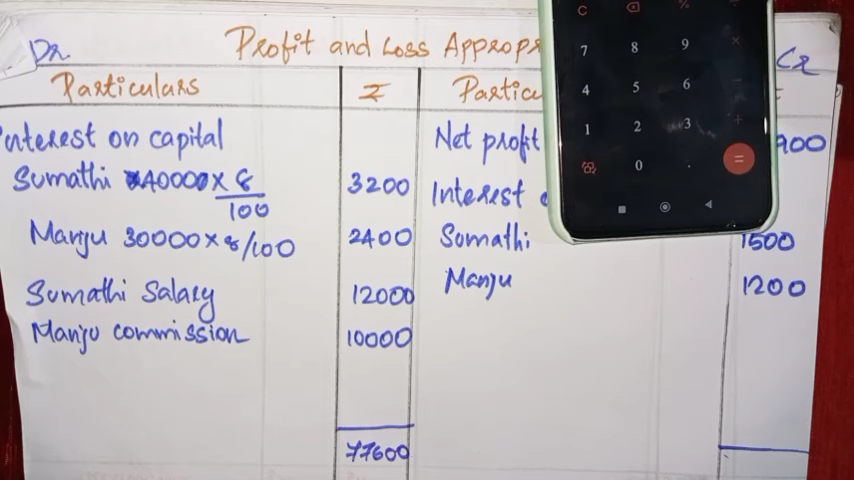 Dr. Profit and Loss Approp Cr
Particulars ₹ Particu
Interest on capital
Sumathi 40000 x 8/100 3200
Manju 30000 x 8/100 2400
Sumathi Salary 12000
Manju commission 10000
77600
Net profit 900
Interest
Sumathi 1500
Manju 1200
C %
7 8 9 ×
4 5 6 -
1 2 3 +
0 . =